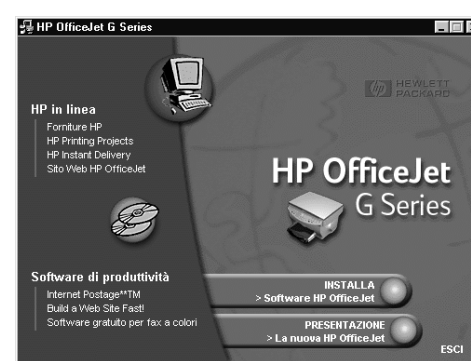 HP OfficeJet G Series
HEWLETT
PACKARD
HP in linea
Forniture HP
HP Printing Projects
HP Instant Delivery
Sito Web HP OfficeJet
HP OfficeJet
G Series
Software di produttività
Internet Postage**TM
Build a Web Site Fast!
Software gratuito per fax a colori
INSTALLA
> Software HP OfficeJet
PRESENTAZIONE
> La nuova HP OfficeJet
ESCI